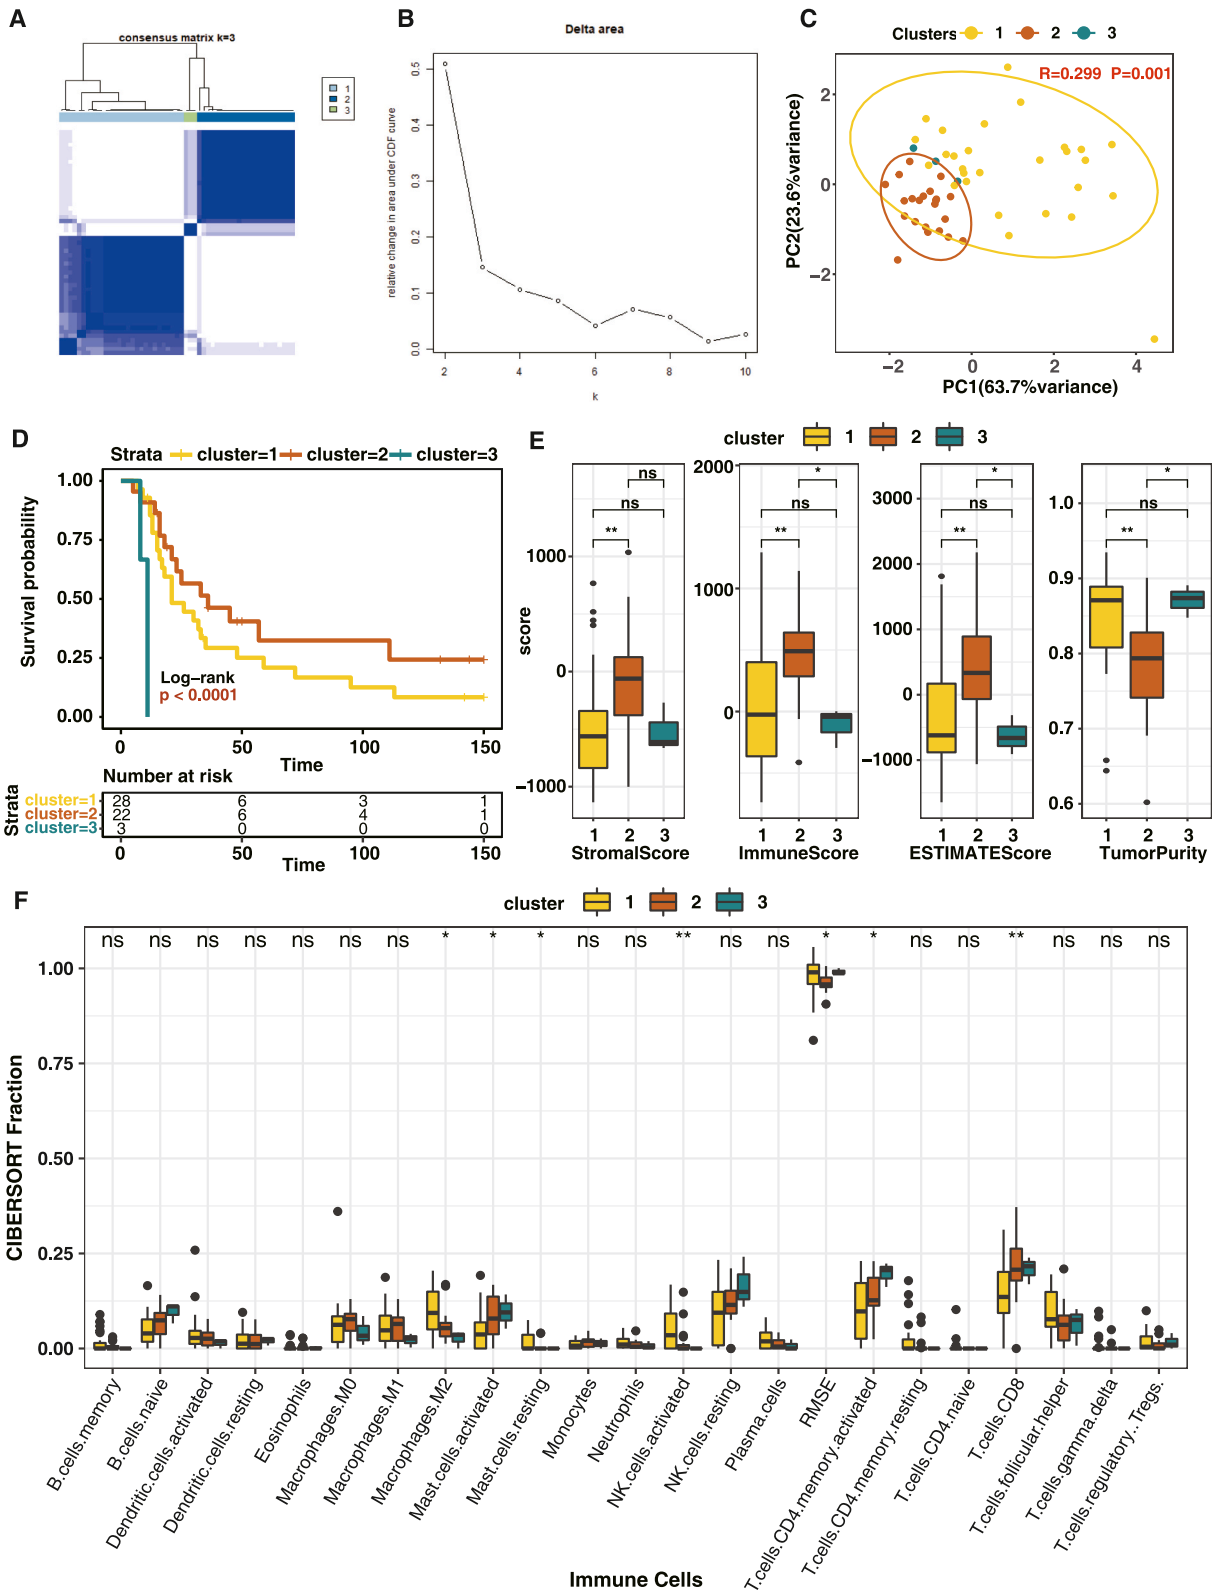 A
consensus matrix k=3
1
2
3
B
Delta area
relative change in area under CDF curve
0.5
0.4
0.3
0.2
0.1
0.0
2
4
6
8
10
k
C
Clusters 1 2 3
R=0.299 P=0.001
PC2(23.6%variance)
2
0
−2
−2
0
2
4
PC1(63.7%variance)
D
Strata cluster=1 cluster=2 cluster=3
Survival probability
1.00
0.75
0.50
0.25
0.00
Log−rank
p < 0.0001
0
50
100
150
Time
Number at risk
Strata
cluster=1 28 6 3 1
cluster=2 22 6 4 1
cluster=3 3 0 0 0
0
50
100
150
Time
E
cluster 1 2 3
score
1000
0
−1000
ns
ns
**
1 2 3
StromalScore
2000
1000
0
*
ns
**
1 2 3
ImmuneScore
3000
2000
1000
0
−1000
*
ns
**
1 2 3
ESTIMATEScore
1.0
0.9
0.8
0.7
0.6
*
ns
**
1 2 3
TumorPurity
F
cluster 1 2 3
ns ns ns ns ns ns ns * * * ns ns ** ns ns * * ns ns ** ns ns ns
CIBERSORT Fraction
1.00
0.75
0.50
0.25
0.00
B.cells.memory
B.cells.naive
Dendritic.cells.activated
Dendritic.cells.resting
Eosinophils
Macrophages.M0
Macrophages.M1
Macrophages.M2
Mast.cells.activated
Mast.cells.resting
Monocytes
Neutrophils
NK.cells.activated
NK.cells.resting
Plasma.cells
RMSE
T.cells.CD4.memory.activated
T.cells.CD4.memory.resting
T.cells.CD4.naive
T.cells.CD8
T.cells.follicular.helper
T.cells.gamma.delta
T.cells.regulatory..Tregs.
Immune Cells